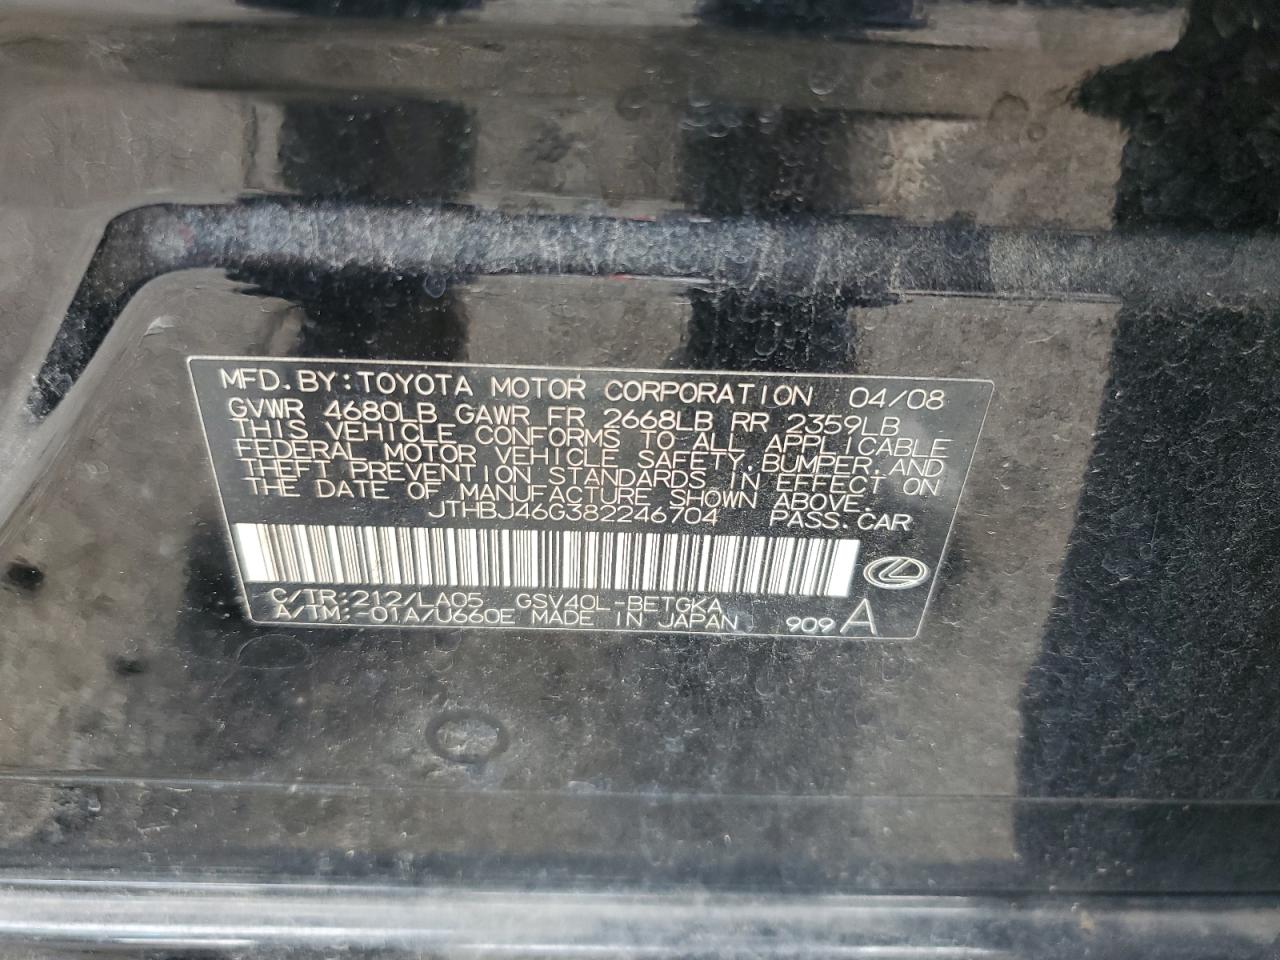 MFD.BY:TOYOTA MOTOR CORPORATION 04/08
GVWR 4680LB GAWR FR 2668LB RR 2359LB
THIS VEHICLE CONFORMS TO ALL APPLICABLE
FEDERAL MOTOR VEHICLE SAFETY,BUMPER,AND
THEFT PREVENTION STANDARDS IN EFFECT ON
THE DATE OF MANUFACTURE SHOWN ABOVE.
JTHBJ46G382246704 PASS.CAR
C/TR:212/LA05 GSV40L-BETGKA
A/TM:-01A/U660E MADE IN JAPAN 909 A